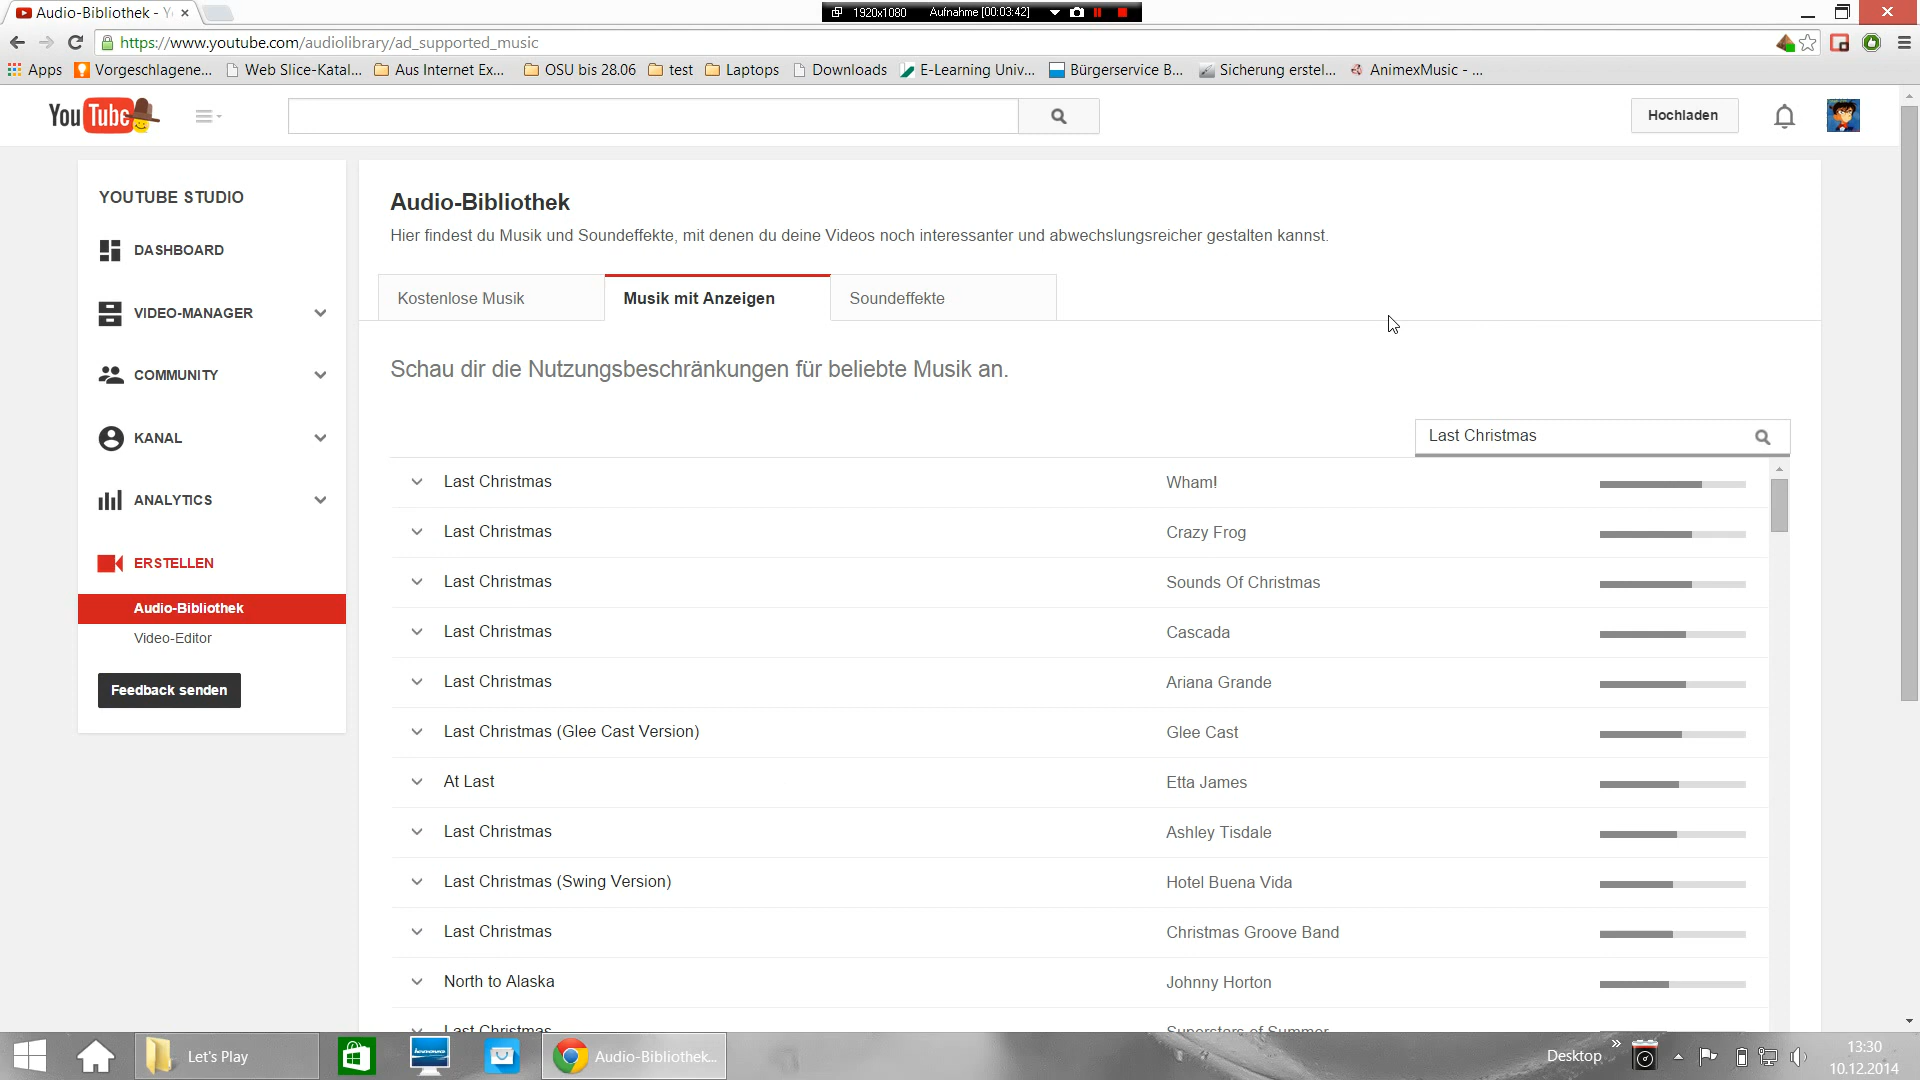 Audio-Bibliothek - Y
1920x1080 Aufnahme [00:03:42]
https://www.youtube.com/audiolibrary/ad_supported_music
Apps Vorgeschlagene... Web Slice-Katal... Aus Internet Ex... OSU bis 28.06 test Laptops Downloads E-Learning Univ... Bürgerservice B... Sicherung erstel... AnimexMusic - ...
YouTube
Hochladen
YOUTUBE STUDIO
DASHBOARD
VIDEO-MANAGER
COMMUNITY
KANAL
ANALYTICS
ERSTELLEN
Audio-Bibliothek
Video-Editor
Feedback senden
Audio-Bibliothek
Hier findest du Musik und Soundeffekte, mit denen du deine Videos noch interessanter und abwechslungsreicher gestalten kannst.
Kostenlose Musik Musik mit Anzeigen Soundeffekte
Schau dir die Nutzungsbeschränkungen für beliebte Musik an.
Last Christmas
Last Christmas Wham!
Last Christmas Crazy Frog
Last Christmas Sounds Of Christmas
Last Christmas Cascada
Last Christmas Ariana Grande
Last Christmas (Glee Cast Version) Glee Cast
At Last Etta James
Last Christmas Ashley Tisdale
Last Christmas (Swing Version) Hotel Buena Vida
Last Christmas Christmas Groove Band
North to Alaska Johnny Horton
Last Christmas Superstars of Summer
Let's Play Audio-Bibliothek... Desktop
13:30
10.12.2014